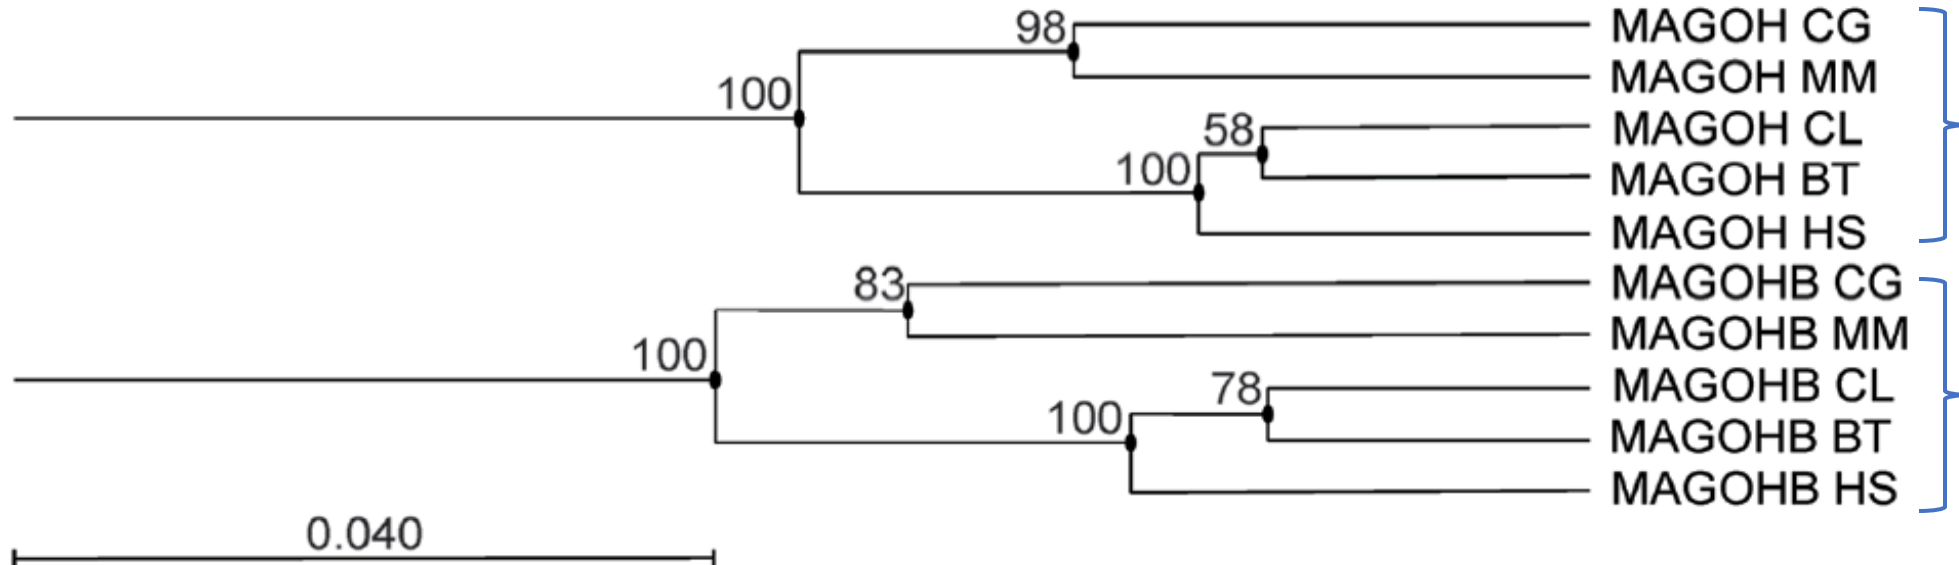 98
MAGOH CG
MAGOH MM
100
58
MAGOH CL
100
MAGOH BT
MAGOH HS
83
MAGOHB CG
MAGOHB MM
100
78
MAGOHB CL
100
MAGOHB BT
MAGOHB HS
0.040